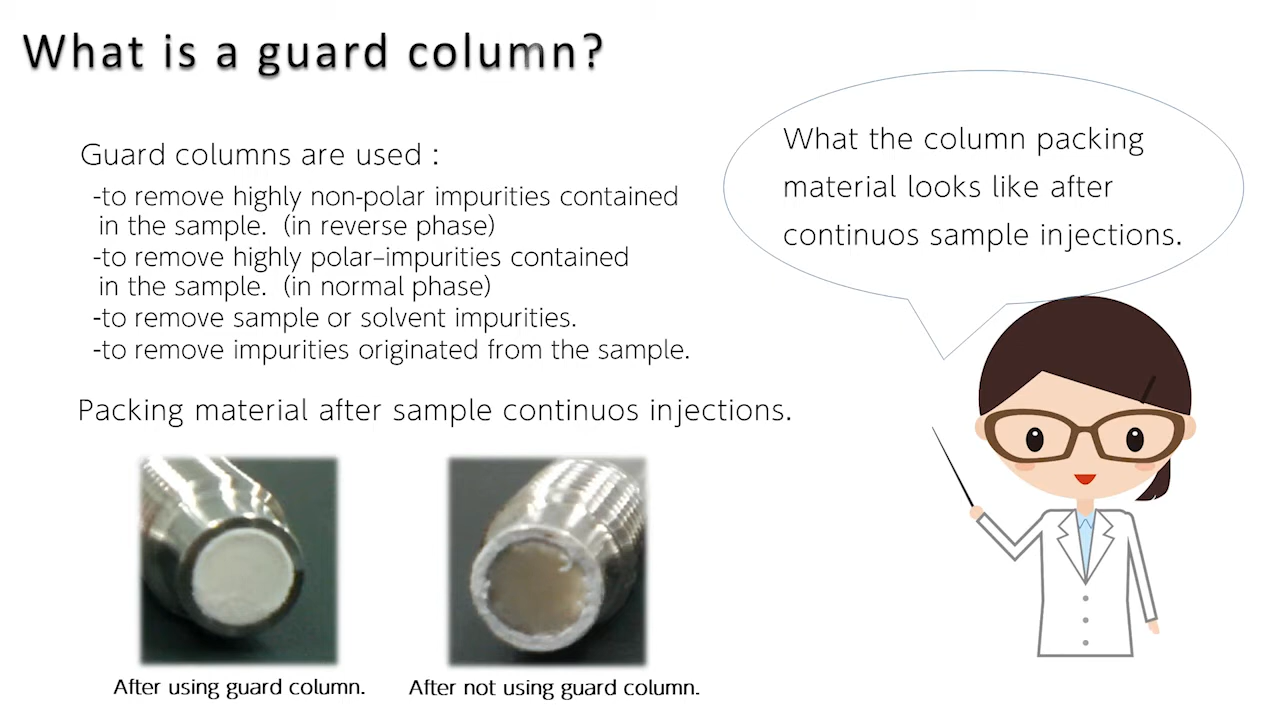 What is a guard column?
Guard columns are used :
-to remove highly non-polar impurities contained
in the sample. (in reverse phase)
-to remove highly polar–impurities contained
in the sample. (in normal phase)
-to remove sample or solvent impurities.
-to remove impurities originated from the sample.
Packing material after sample continuos injections.
After using guard column.
After not using guard column.
What the column packing
material looks like after
continuos sample injections.